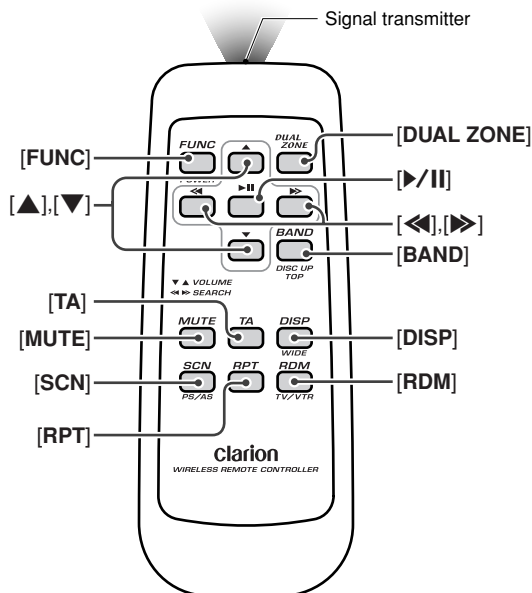 Signal transmitter
FUNC
DUAL
ZONE
[DUAL ZONE]
[FUNC]
POWER
▲
[▶/II]
[▲],[▼]
◀◀
▶II
▶▶
[◀◀],[▶▶]
▼
BAND
[BAND]
DISC UP
TOP
▼ ▲ VOLUME
◀◀ ▶▶ SEARCH
[TA]
MUTE
TA
DISP
[MUTE]
[DISP]
WIDE
SCN
RPT
RDM
[SCN]
[RDM]
PS/AS
TV/VTR
[RPT]
clarion
WIRELESS REMOTE CONTROLLER